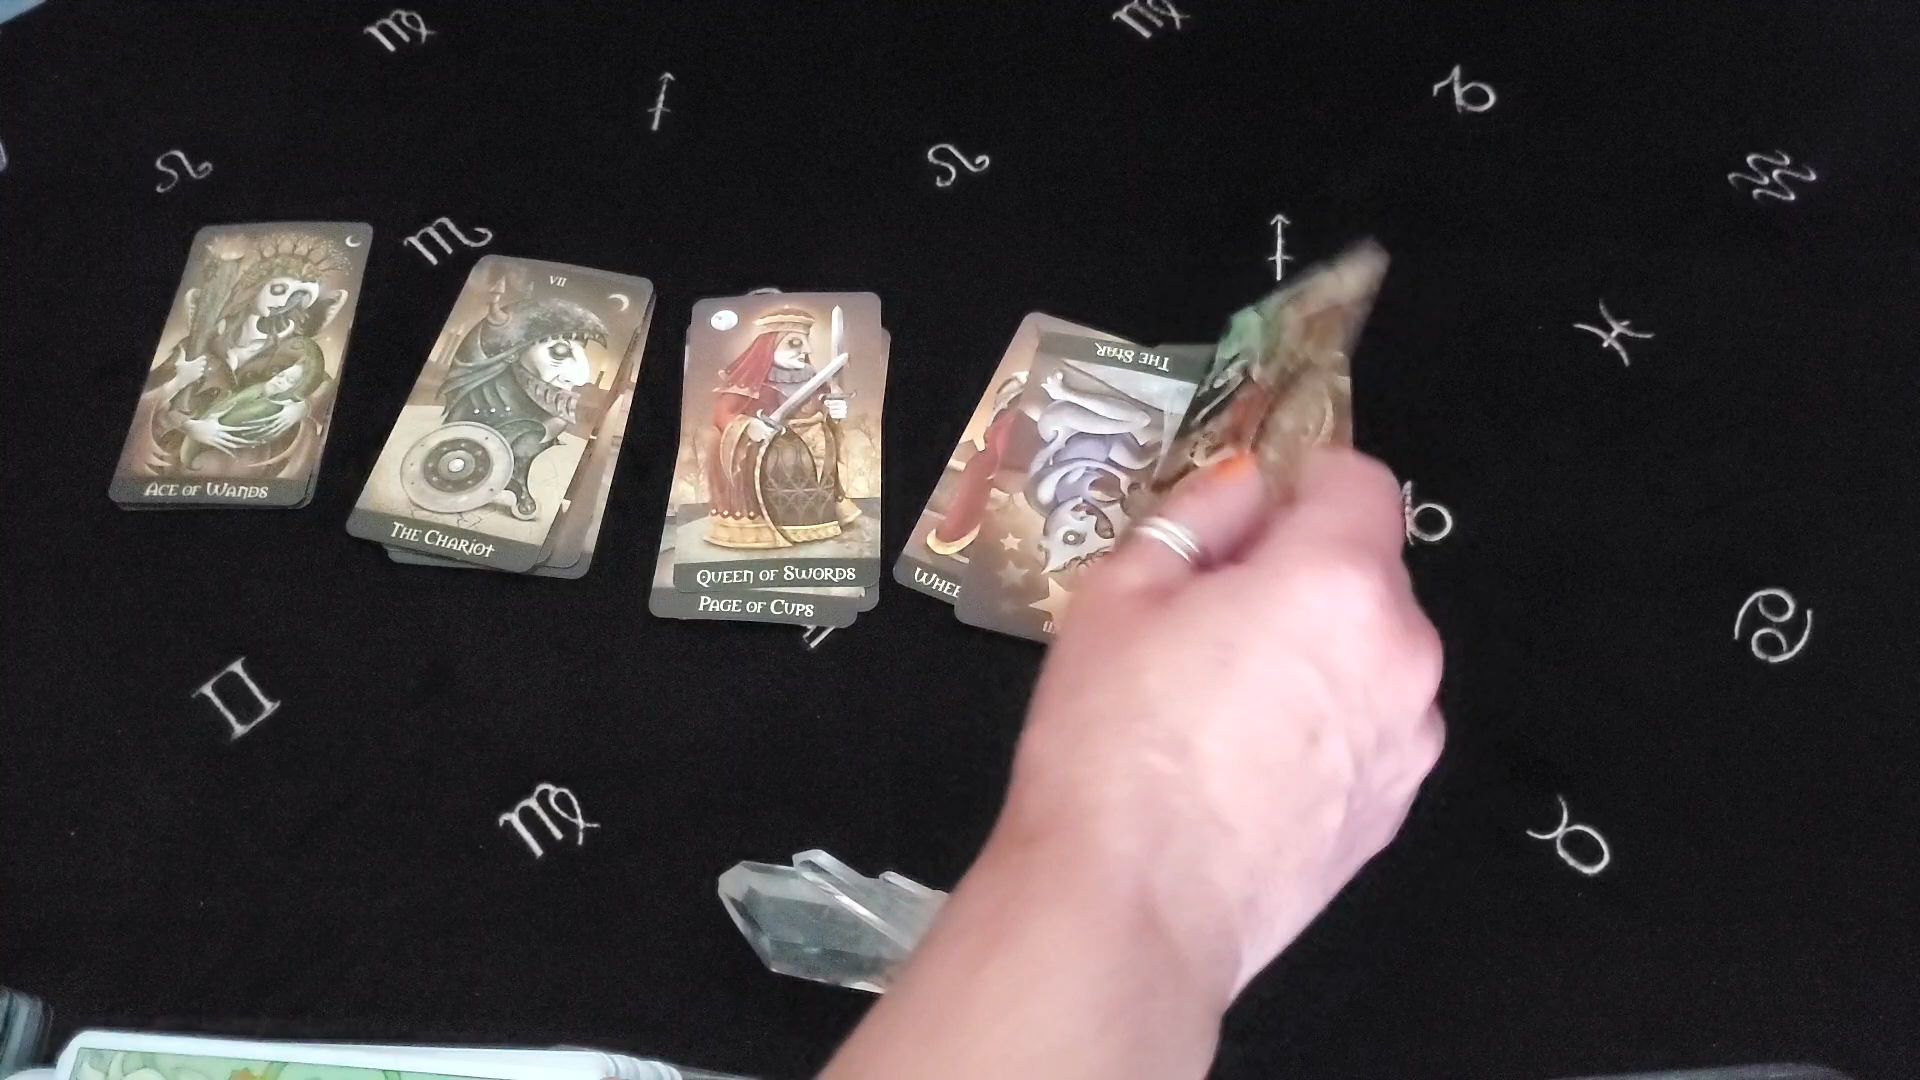 ACE OF WANDS
VII
THE CHARIOT
QUEEN OF SWORDS
PAGE OF CUPS
THE STAR